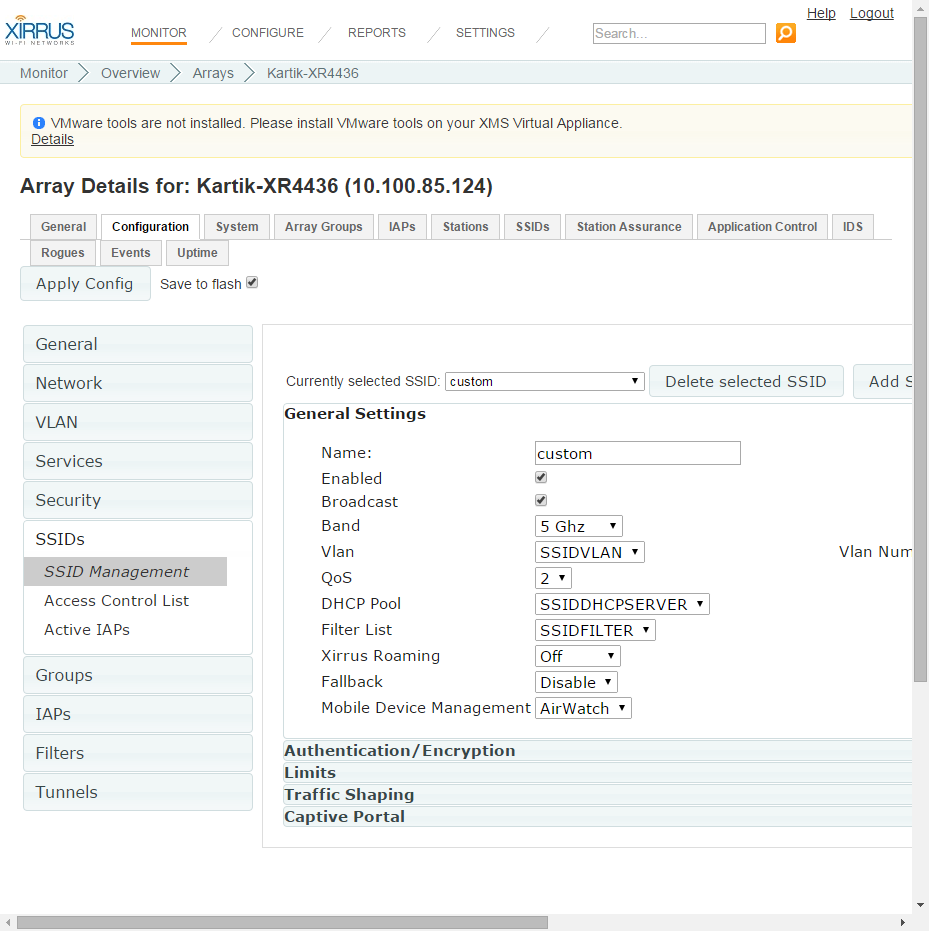 Help Logout
XIRRUS
WI-FI NETWORKS
MONITOR CONFIGURE REPORTS SETTINGS Search...
Monitor Overview Arrays Kartik-XR4436
VMware tools are not installed. Please install VMware tools on your XMS Virtual Appliance.
Details
Array Details for: Kartik-XR4436 (10.100.85.124)
General Configuration System Array Groups IAPs Stations SSIDs Station Assurance Application Control IDS
Rogues Events Uptime
Apply Config Save to flash
General
Network
VLAN
Services
Security
SSIDs
SSID Management
Access Control List
Active IAPs
Groups
IAPs
Filters
Tunnels
Currently selected SSID: custom Delete selected SSID Add S
General Settings
Name: custom
Enabled
Broadcast
Band 5 Ghz
Vlan SSIDVLAN Vlan Num
QoS 2
DHCP Pool SSIDDHCPSERVER
Filter List SSIDFILTER
Xirrus Roaming Off
Fallback Disable
Mobile Device Management AirWatch
Authentication/Encryption
Limits
Traffic Shaping
Captive Portal